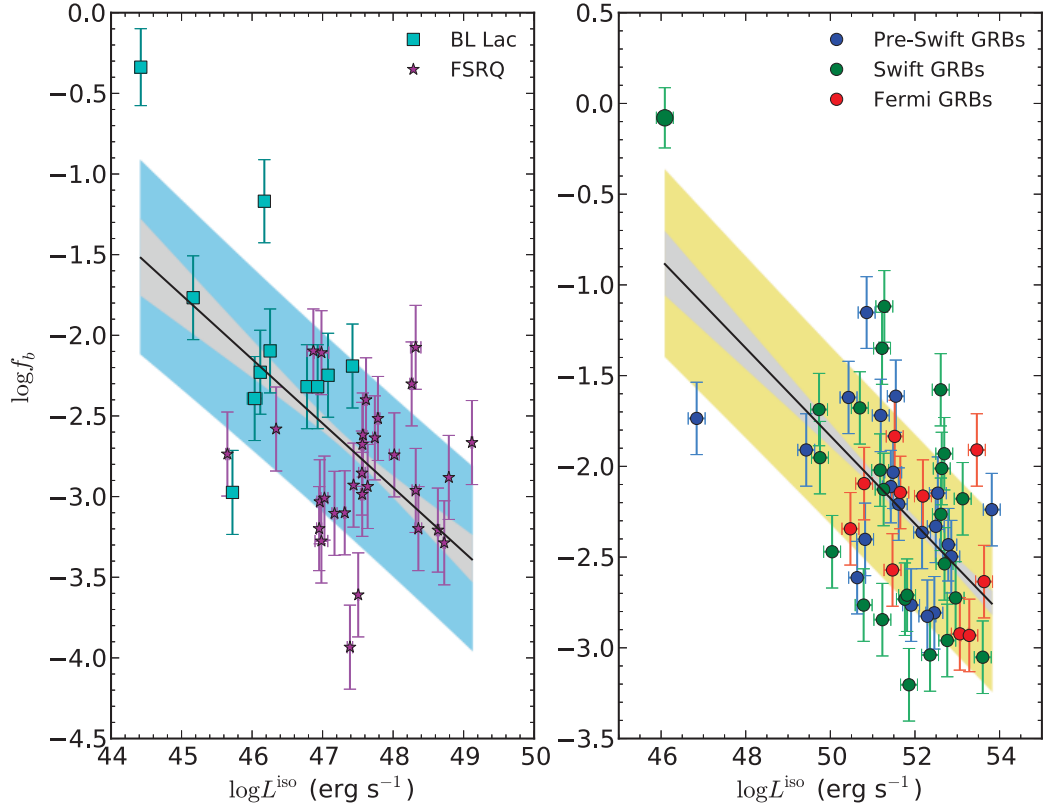 0.0
−0.5
−1.0
−1.5
−2.0
−2.5
−3.0
−3.5
−4.0
−4.5
log f_b
44 45 46 47 48 49 50
log L^iso (erg s⁻¹)
BL Lac
FSRQ
0.5
0.0
−0.5
−1.0
−1.5
−2.0
−2.5
−3.0
−3.5
46 48 50 52 54
log L^iso (erg s⁻¹)
Pre-Swift GRBs
Swift GRBs
Fermi GRBs